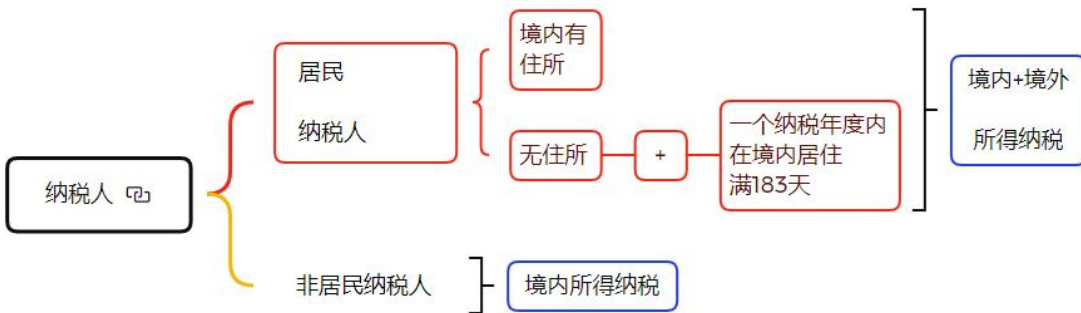 纳税人
居民
纳税人
境内有
住所
无住所
+
一个纳税年度内
在境内居住
满183天
境内+境外
所得纳税
非居民纳税人
境内所得纳税